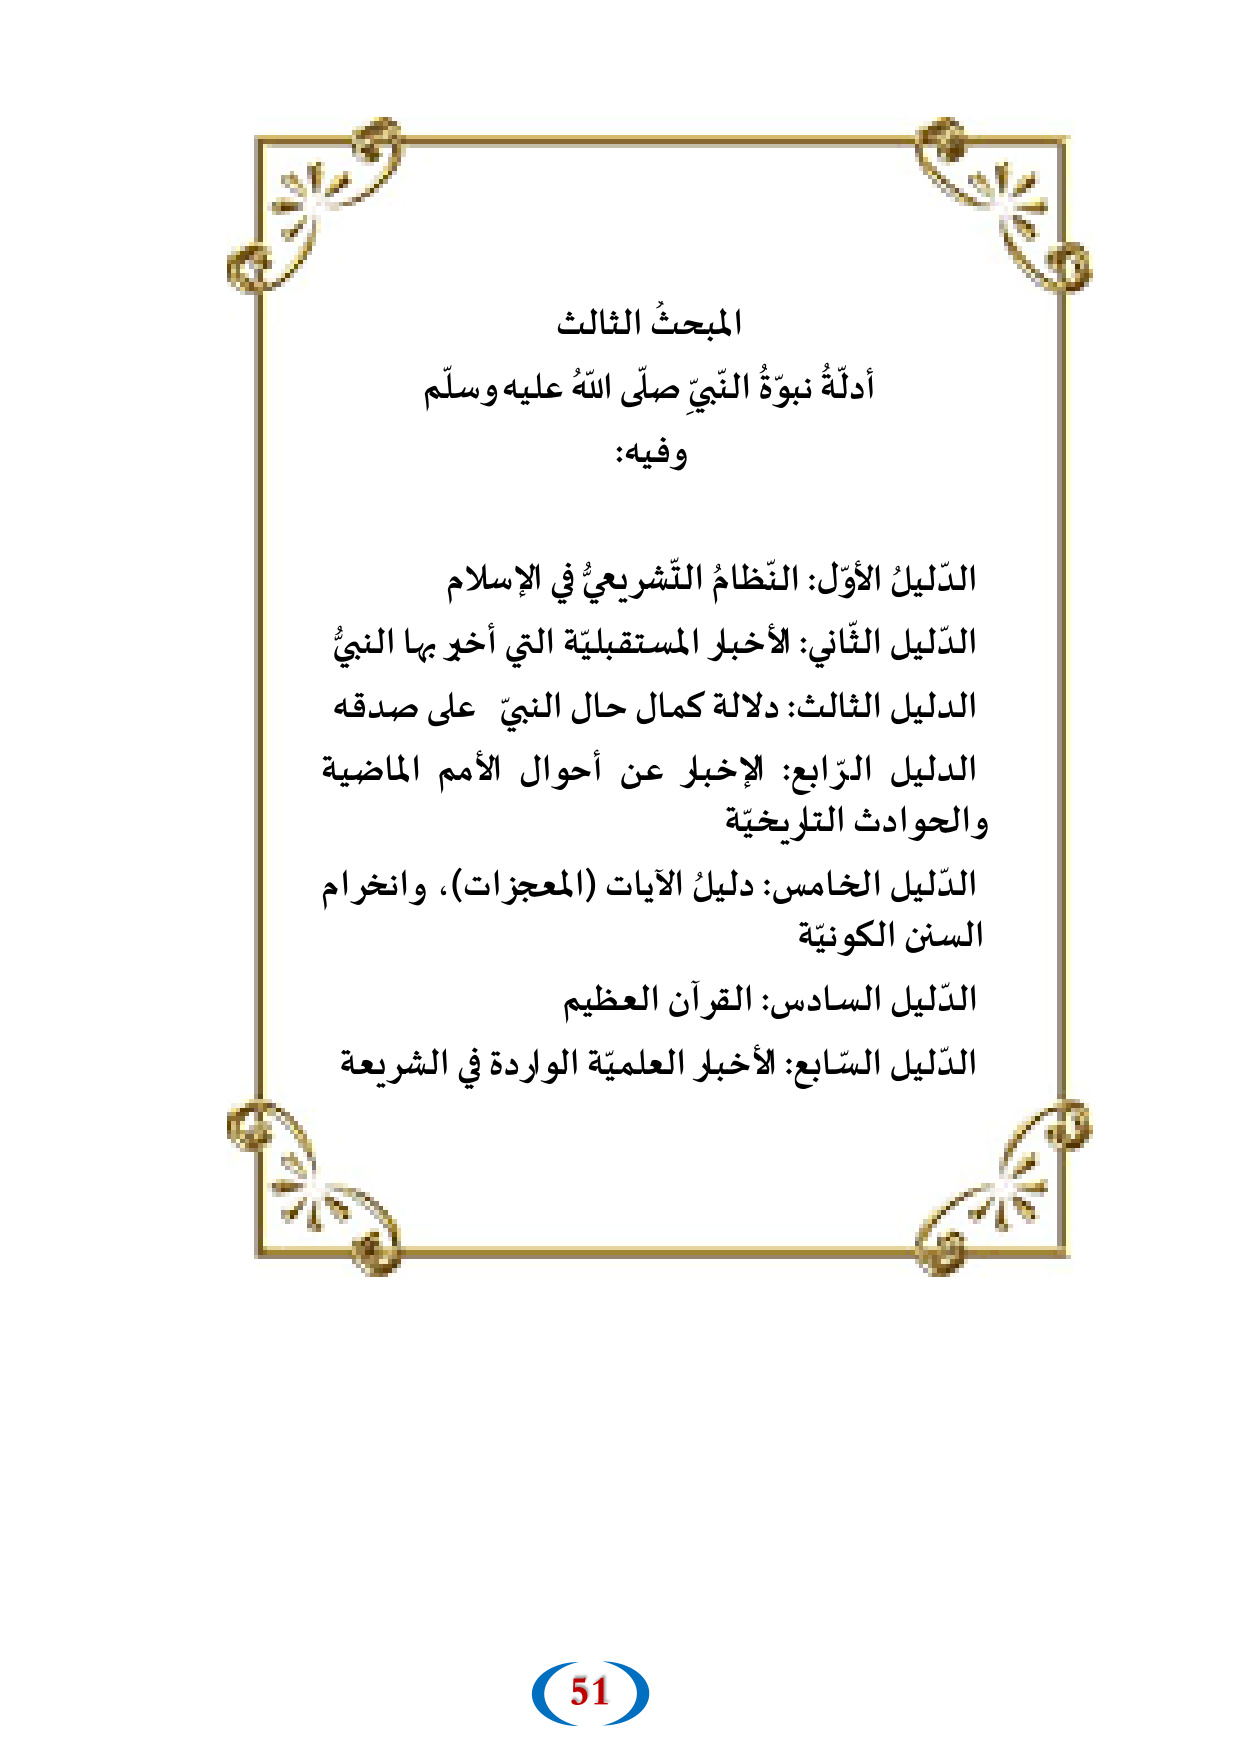 المبحثُ الثالث
أدلّةُ نبوّةُ النّبيِّ صلّى اللّهُ عليه وسلّم
وفيه:
الدّليلُ الأوّل: النّظامُ التّشريعيُّ في الإسلام
الدّليل الثّاني: الأخبار المستقبليّة التي أخبر بها النبيُّ
الدليل الثالث: دلالة كمال حال النبيّ على صدقه
الدليل الرّابع: الإخبار عن أحوال الأمم الماضية
والحوادث التاريخيّة
الدّليل الخامس: دليلُ الآيات (المعجزات)، وانخرام
السنن الكونيّة
الدّليل السادس: القرآن العظيم
الدّليل السّابع: الأخبار العلميّة الواردة في الشريعة
51